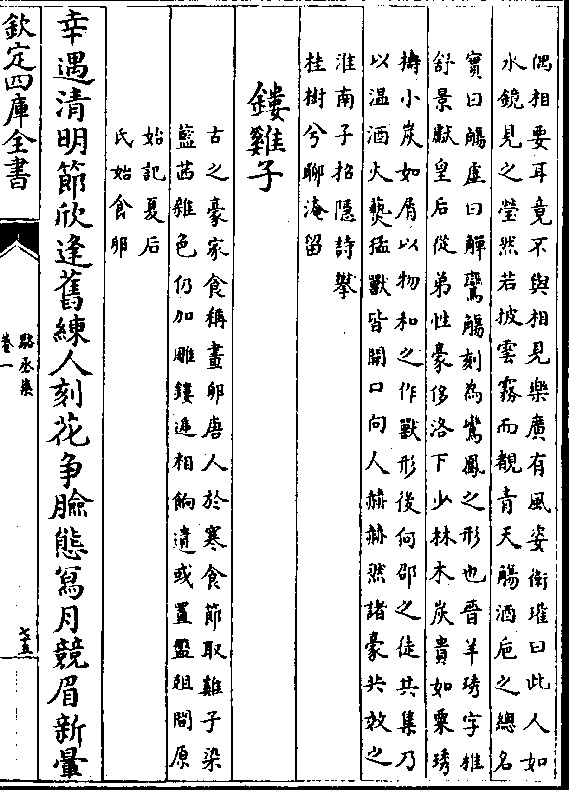 偶相要耳竟不與相見樂廣有風姿衛瓘曰此人如
水鏡見之瑩然若披雲霧而覩青天觴酒巵之總名
實曰觴虛曰觶鸞觴刻為鸞鳳之形也晉羊琇字雅
舒景獻皇后從弟性豪侈洛下少林木炭貴如粟琇
擣小炭如屑以物和之作獸形後何邵之徒共集乃
以温酒火爇猛獸皆開口向人赫赫然諸豪共效之
淮南子招隱詩攀
桂樹兮聊淹留
鏤雞子
古之豪家食稱畫卵唐人於寒食節取雞子染
藍茜雜色仍加雕鏤遞相餉遺或置盤俎間原
始記夏后
氏始食卵
幸遇清明節欣逢舊練人刻花爭臉態寫月競眉新暈
欽定四庫全書
駱丞集
卷一
七五